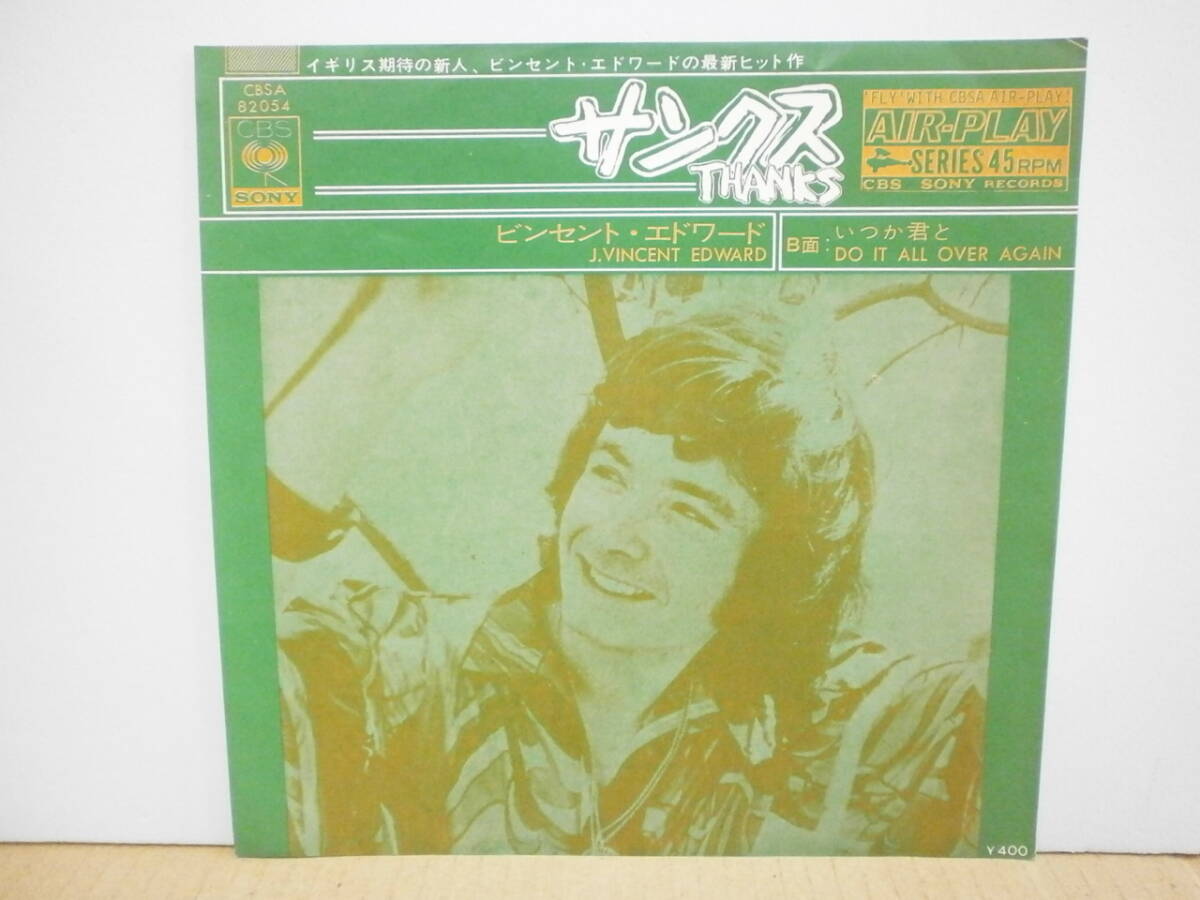 イギリス期待の新人、ビンセント・エドワードの最新ヒット作
CBSA
82054
CBS
SONY
サンクス
THANKS
"FLY" WITH CBSA AIR-PLAY!
AIR-PLAY
SERIES 45 RPM
CBS SONY RECORDS
ビンセント・エドワード
J.VINCENT EDWARD
B面:いつか君と
DO IT ALL OVER AGAIN
¥400